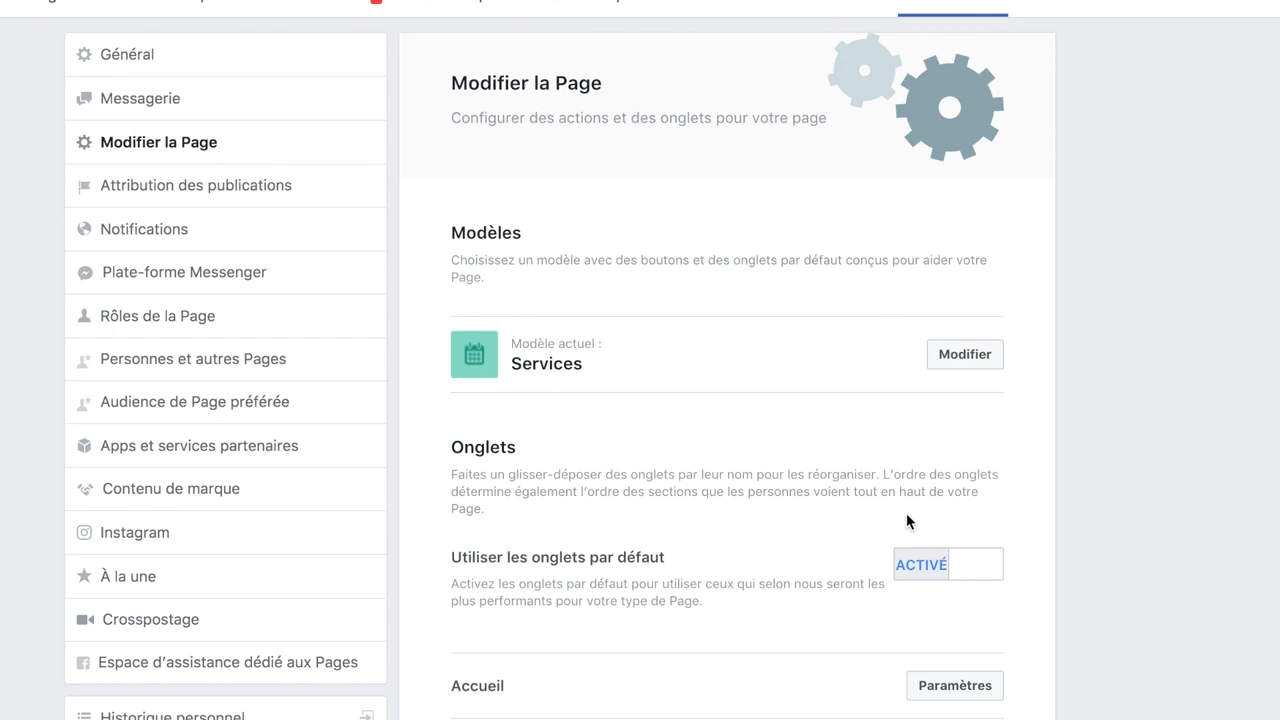 Général
Messagerie
Modifier la Page
Attribution des publications
Notifications
Plate-forme Messenger
Rôles de la Page
Personnes et autres Pages
Audience de Page préférée
Apps et services partenaires
Contenu de marque
Instagram
À la une
Crosspostage
Espace d’assistance dédié aux Pages
Historique personnel
Modifier la Page
Configurer des actions et des onglets pour votre page
Modèles
Choisissez un modèle avec des boutons et des onglets par défaut conçus pour aider votre
Page.
Modèle actuel :
Services
Modifier
Onglets
Faites un glisser-déposer des onglets par leur nom pour les réorganiser. L’ordre des onglets
détermine également l’ordre des sections que les personnes voient tout en haut de votre
Page.
Utiliser les onglets par défaut
ACTIVÉ
Activez les onglets par défaut pour utiliser ceux qui selon nous seront les
plus performants pour votre type de Page.
Accueil
Paramètres